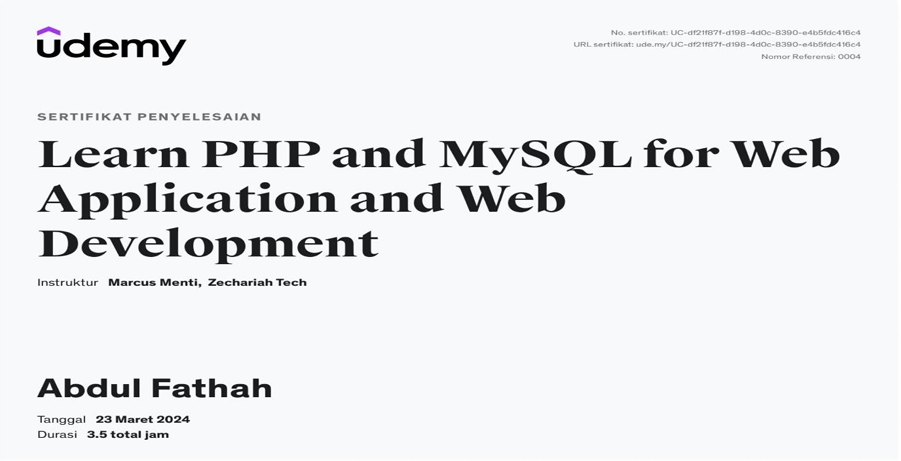 udemy
No. sertifikat: UC-df21f87f-d198-4d0c-8390-e4b5fdc416c4
URL sertifikat: ude.my/UC-df21f87f-d198-4d0c-8390-e4b5fdc416c4
Nomor Referensi: 0004
SERTIFIKAT PENYELESAIAN
Learn PHP and MySQL for Web
Application and Web
Development
Instruktur Marcus Menti, Zechariah Tech
Abdul Fathah
Tanggal 23 Maret 2024
Durasi 3.5 total jam